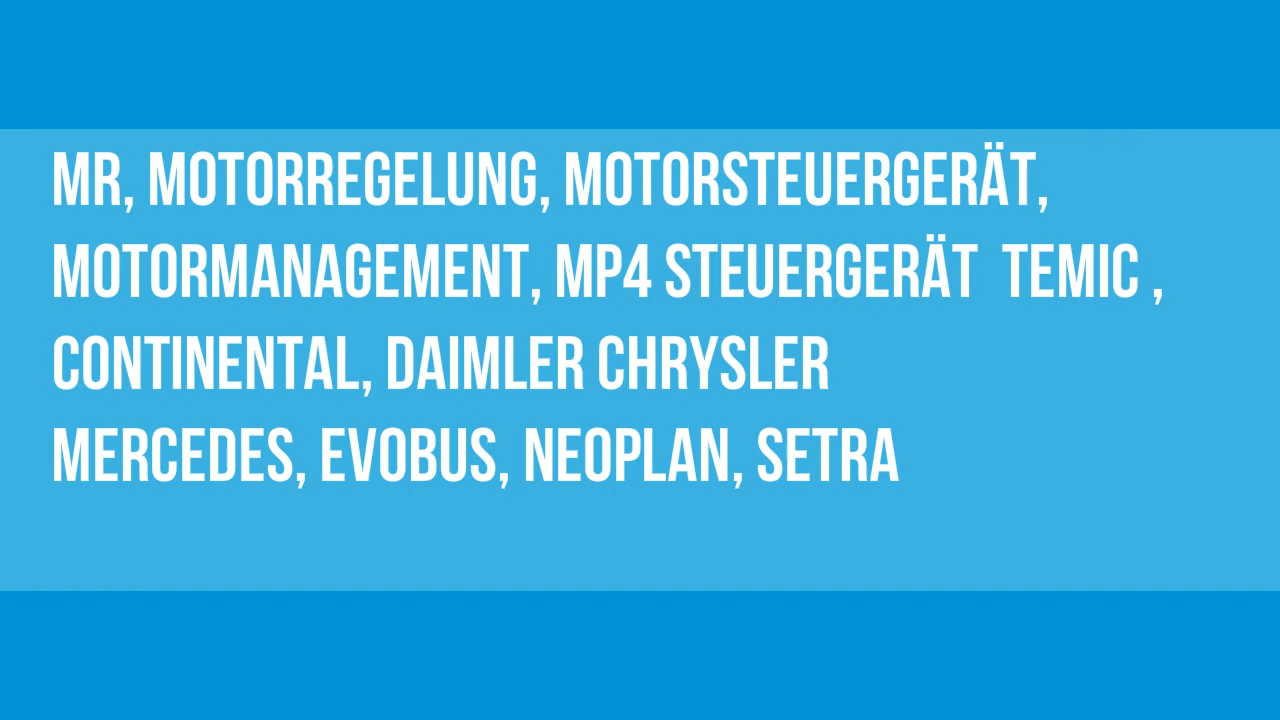 MR, MOTORREGELUNG, MOTORSTEUERGERÄT,
MOTORMANAGEMENT, MP4 STEUERGERÄT  TEMIC ,
CONTINENTAL, DAIMLER CHRYSLER
MERCEDES, EVOBUS, NEOPLAN, SETRA